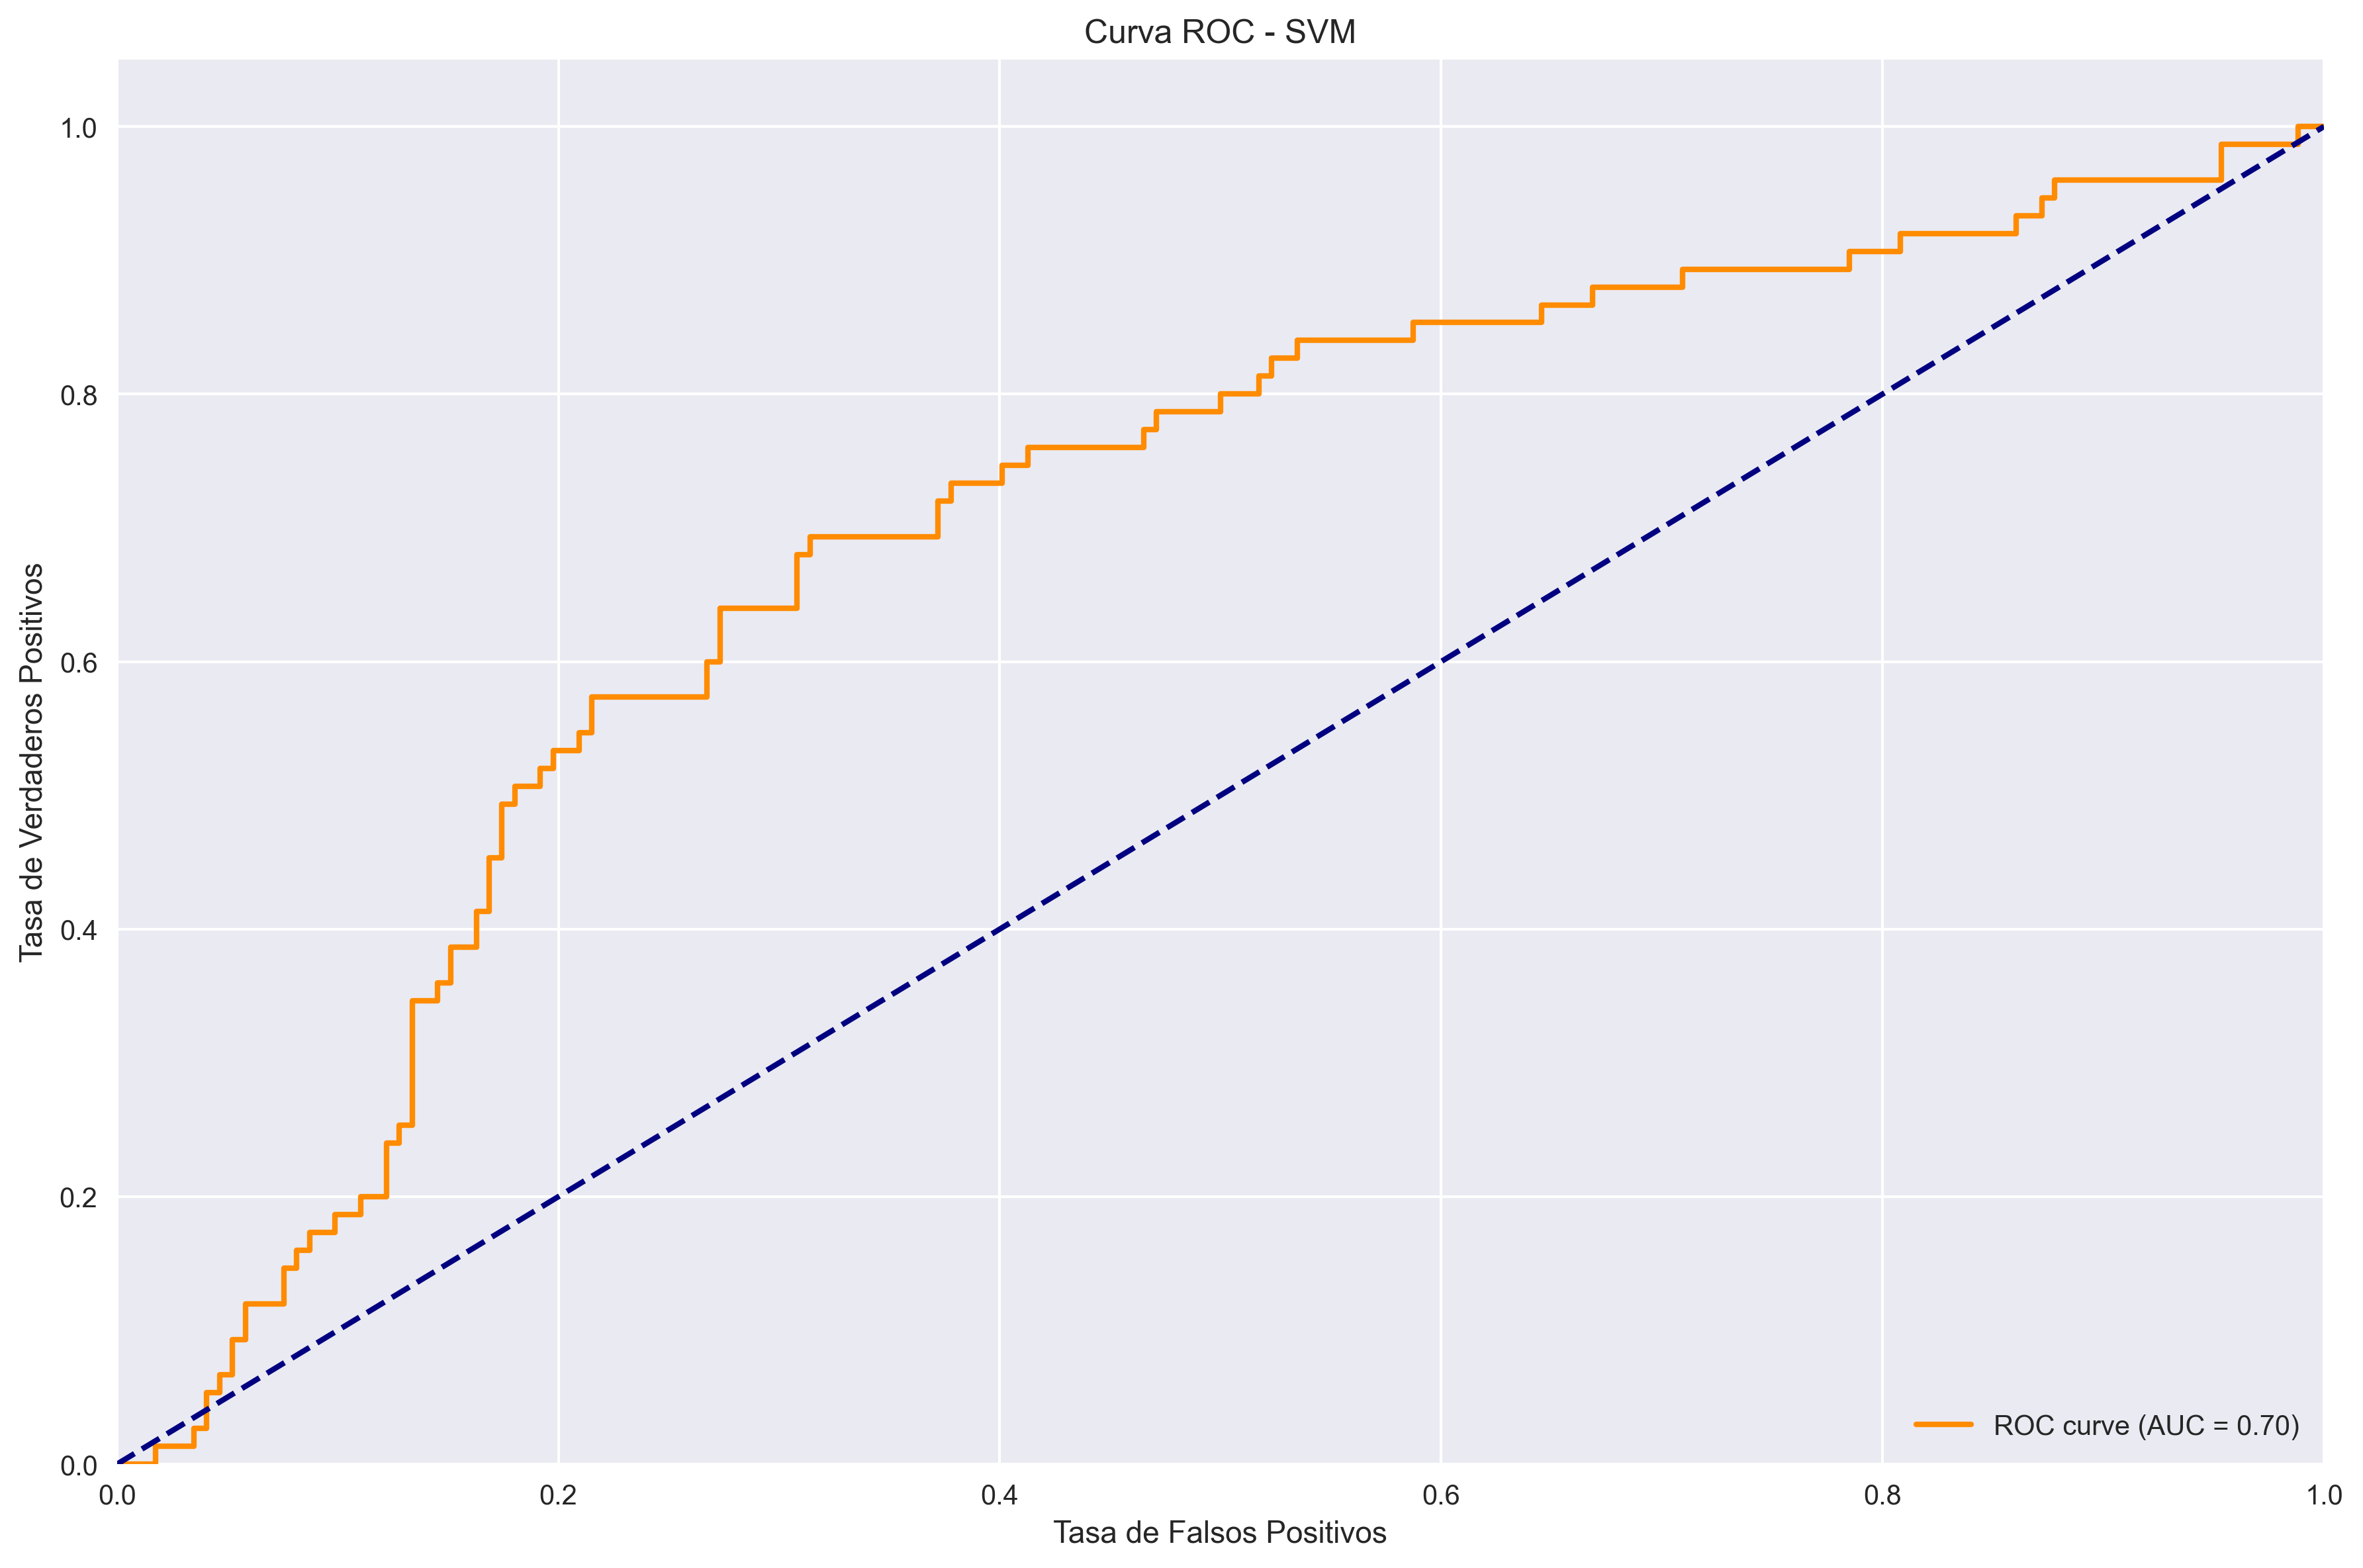 Curva ROC - SVM
1.0
0.8
0.6
0.4
0.2
0.0
Tasa de Verdaderos Positivos
ROC curve (AUC = 0.70)
0.0 0.2 0.4 0.6 0.8 1.0
Tasa de Falsos Positivos